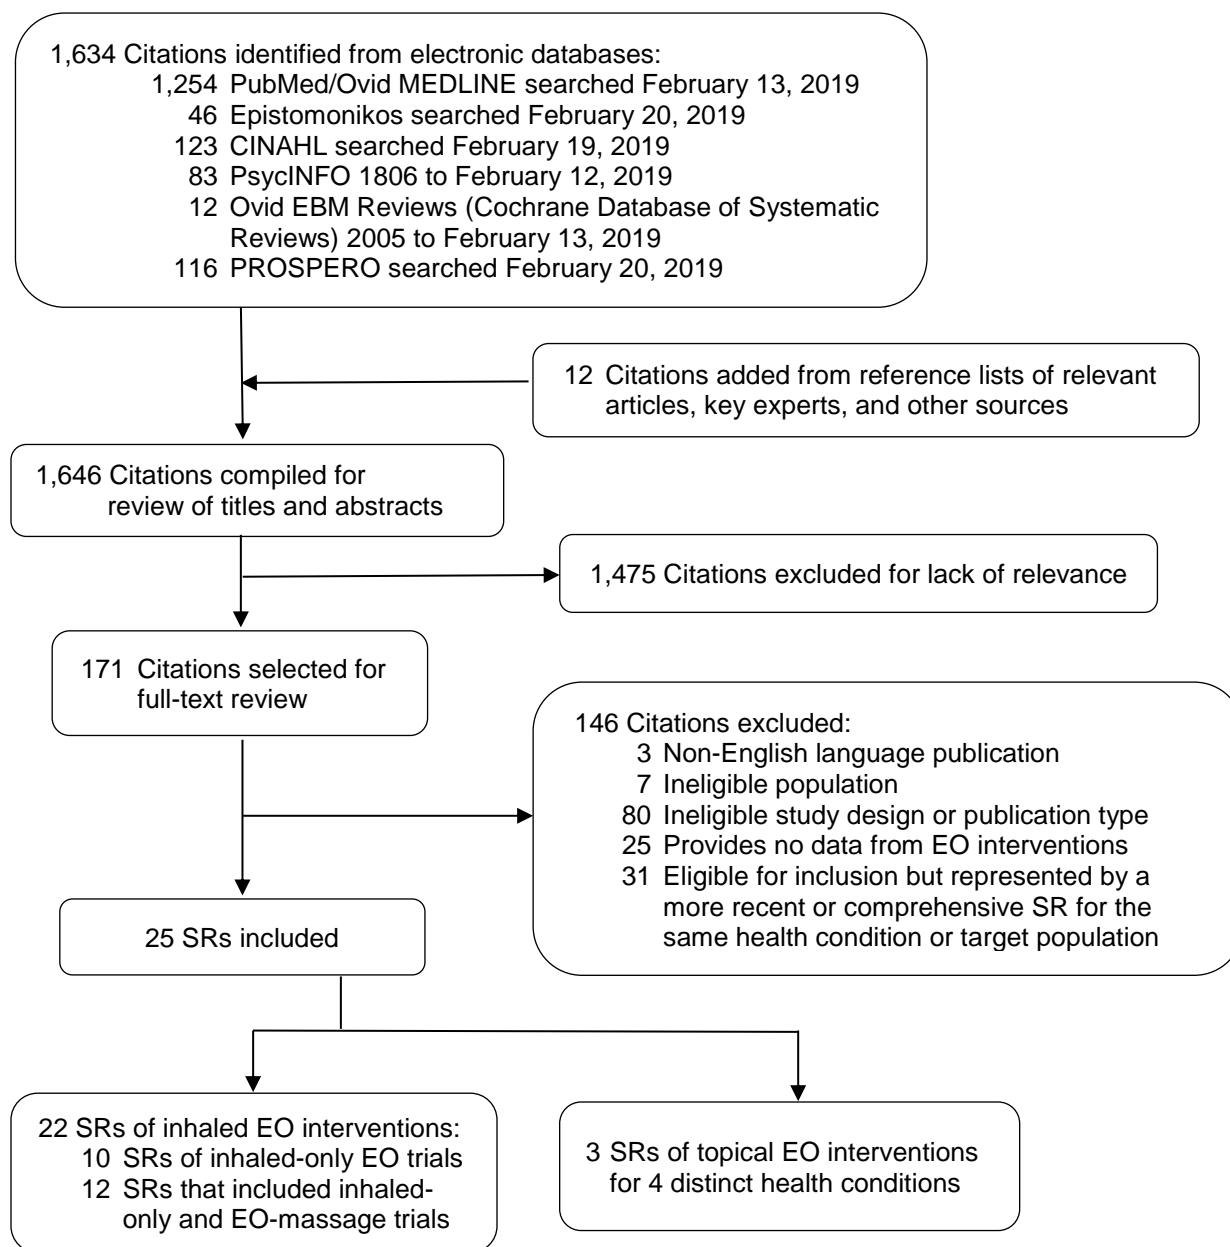 1,634 Citations identified from electronic databases:
1,254 PubMed/Ovid MEDLINE searched February 13, 2019
46 Epistomonikos searched February 20, 2019
123 CINAHL searched February 19, 2019
83 PsycINFO 1806 to February 12, 2019
12 Ovid EBM Reviews (Cochrane Database of Systematic
Reviews) 2005 to February 13, 2019
116 PROSPERO searched February 20, 2019
12 Citations added from reference lists of relevant
articles, key experts, and other sources
1,646 Citations compiled for
review of titles and abstracts
1,475 Citations excluded for lack of relevance
171 Citations selected for
full-text review
146 Citations excluded:
3 Non-English language publication
7 Ineligible population
80 Ineligible study design or publication type
25 Provides no data from EO interventions
31 Eligible for inclusion but represented by a
more recent or comprehensive SR for the
same health condition or target population
25 SRs included
22 SRs of inhaled EO interventions:
10 SRs of inhaled-only EO trials
12 SRs that included inhaled-
only and EO-massage trials
3 SRs of topical EO interventions
for 4 distinct health conditions